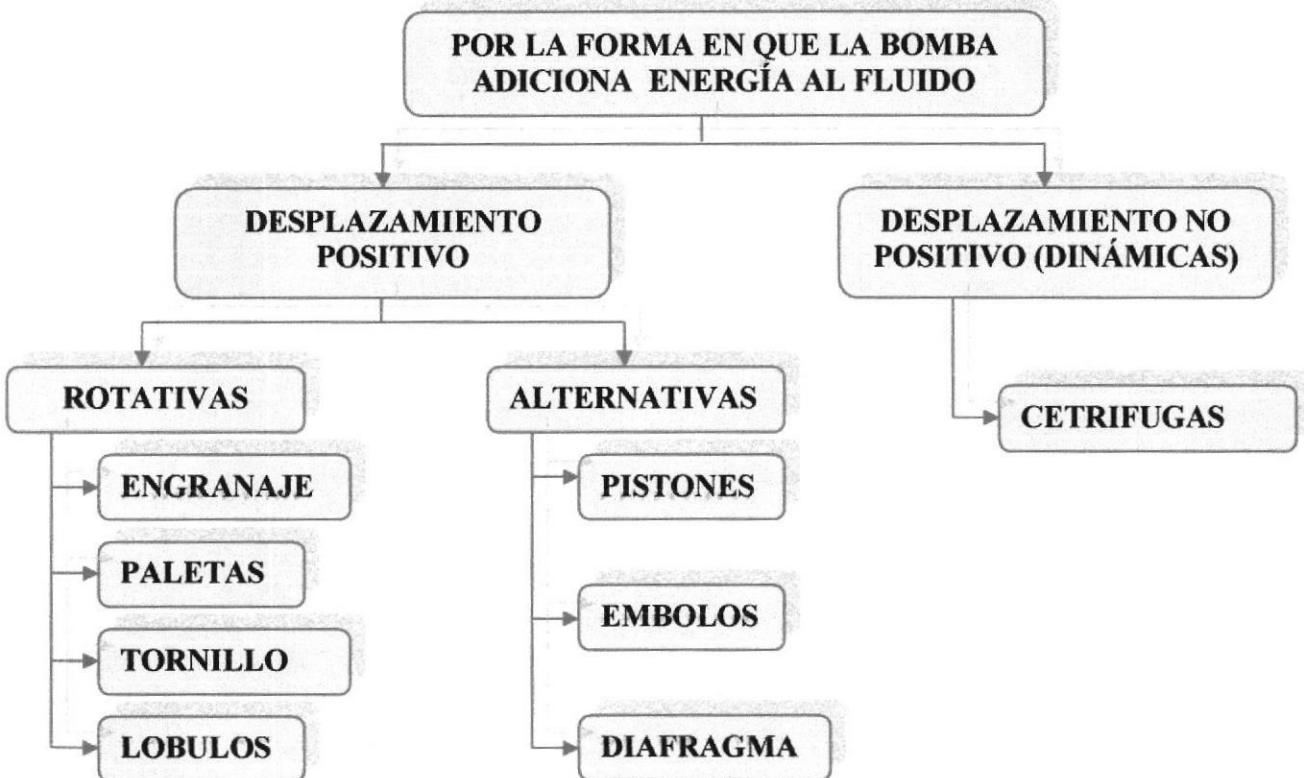 POR LA FORMA EN QUE LA BOMBA
ADICIONA ENERGÍA AL FLUIDO
DESPLAZAMIENTO
POSITIVO
DESPLAZAMIENTO NO
POSITIVO (DINÁMICAS)
ROTATIVAS
ENGRANAJE
PALETAS
TORNILLO
LOBULOS
ALTERNATIVAS
PISTONES
EMBOLOS
DIAFRAGMA
CETRIFUGAS